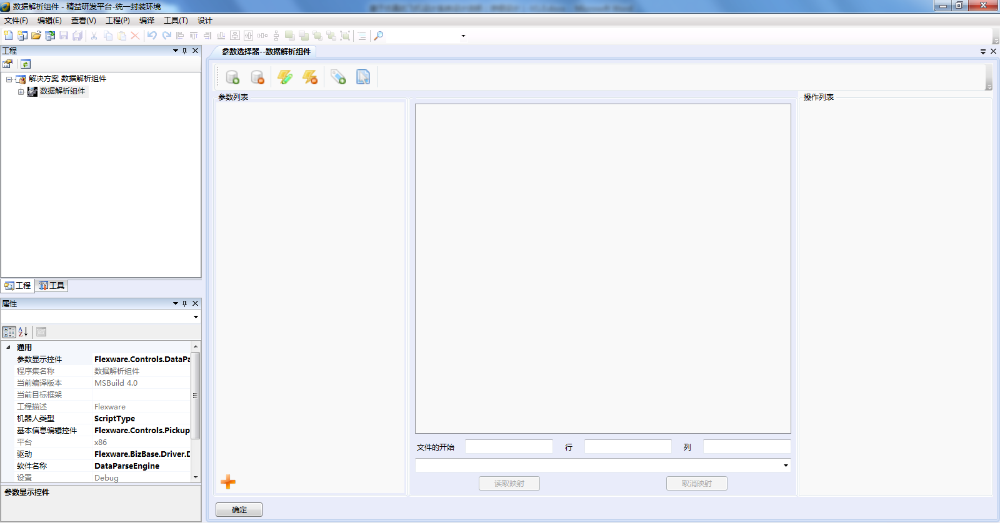 数据解析组件 - 精益研发平台-统一封装环境
文件(F) 编辑(E) 查看(V) 工程(P) 编译 工具(T) 设计
工程
解决方案 数据解析组件
数据解析组件
工程 工具
属性
通用
参数显示控件 Flexware.Controls.DataPa
程序集名称 数据解析组件
当前编译版本 MSBuild 4.0
当前目标框架
工程描述 Flexware
机器人类型 ScriptType
基本信息编辑控件 Flexware.Controls.Pickup
平台 x86
驱动 Flexware.BizBase.Driver.D
软件名称 DataParseEngine
设置 Debug
参数显示控件
参数选择器--数据解析组件
参数列表
文件的开始 行 列
读取映射 取消映射
操作列表
确定